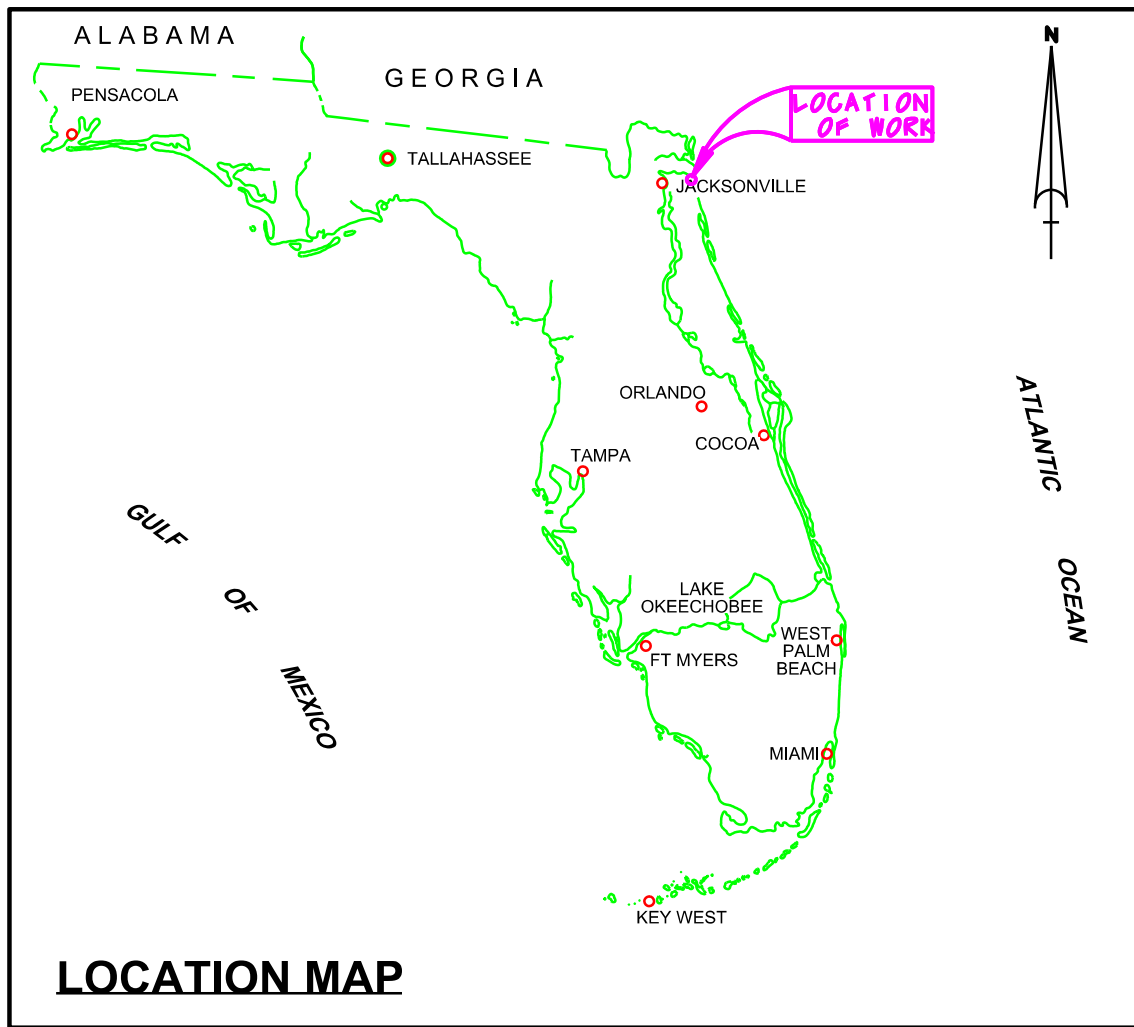 ALABAMA
N
GEORGIA
PENSACOLA
LOCATION
OF WORK
TALLAHASSEE
JACKSONVILLE
ORLANDO
COCOA
TAMPA
ATLANTIC
OCEAN
GULF
OF
MEXICO
LAKE
OKEECHOBEE
WEST
PALM
BEACH
FT MYERS
MIAMI
KEY WEST
LOCATION MAP